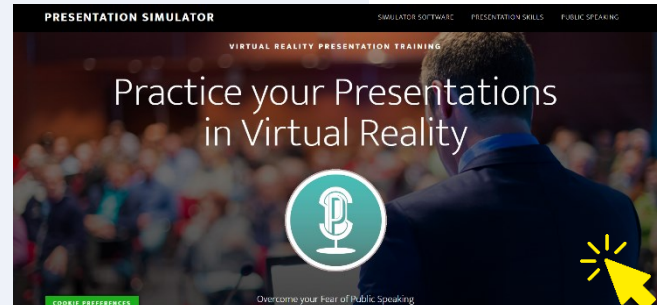 PRESENTATION SIMULATOR
SIMULATOR SOFTWARE PRESENTATION SKILLS PUBLIC SPEAKING
VIRTUAL REALITY PRESENTATION TRAINING
Practice your Presentations
in Virtual Reality
P
Overcome your Fear of Public Speaking
COOKIE PREFERENCES